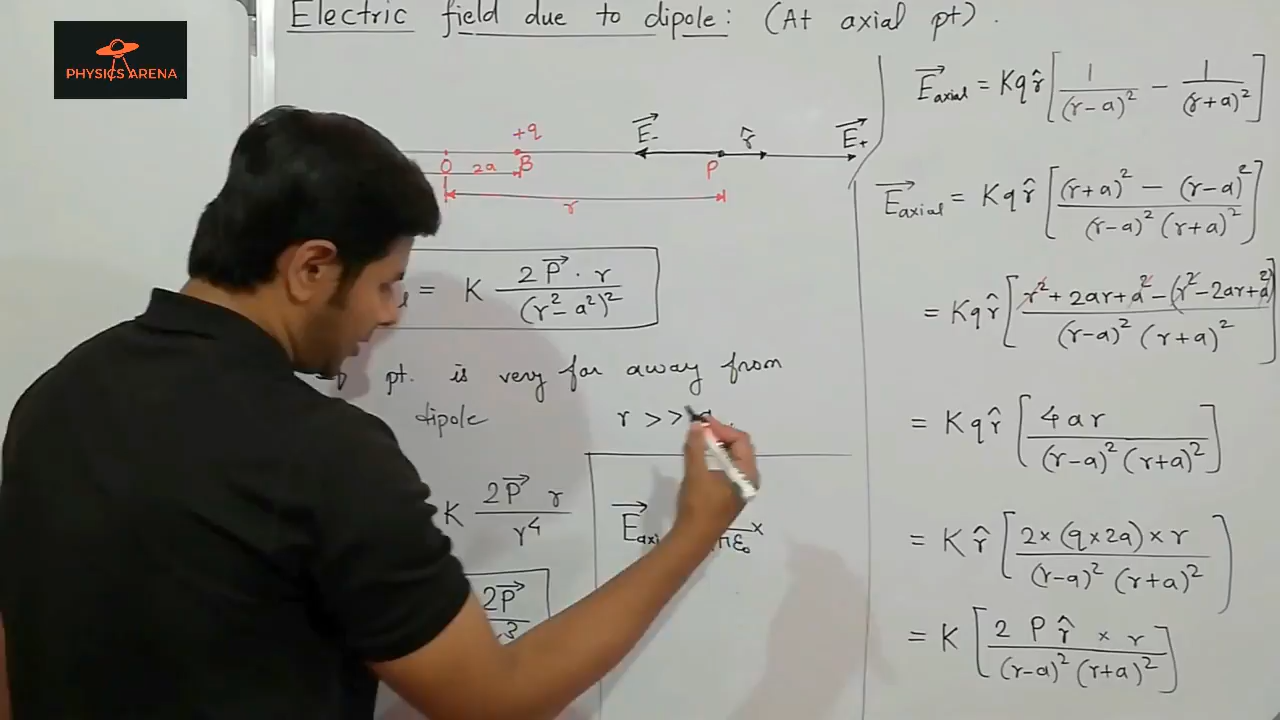 Electric field due to dipole: (At axial pt).
PHYSICS ARENA
+q
E₋→ r̂ E₊→
O 2a B P
r
= K 2P→ · r / (r² - a²)²
pt. is very far away from
dipole r >> a.
K 2P→ r / r⁴
2P→
E→
πε₀ ×
E→axial = Kq r̂ [ 1/(r-a)² - 1/(r+a)² ]
E→axial = Kq r̂ [ ((r+a)² - (r-a)²) / ((r-a)² (r+a)²) ]
= Kq r̂ [ (r² + 2ar + a² - (r² - 2ar + a²)) / ((r-a)² (r+a)²) ]
= Kq r̂ [ 4ar / ((r-a)² (r+a)²) ]
= K r̂ [ 2×(q×2a)×r / ((r-a)² (r+a)²) ]
= K [ 2 P r̂ × r / ((r-a)² (r+a)²) ]